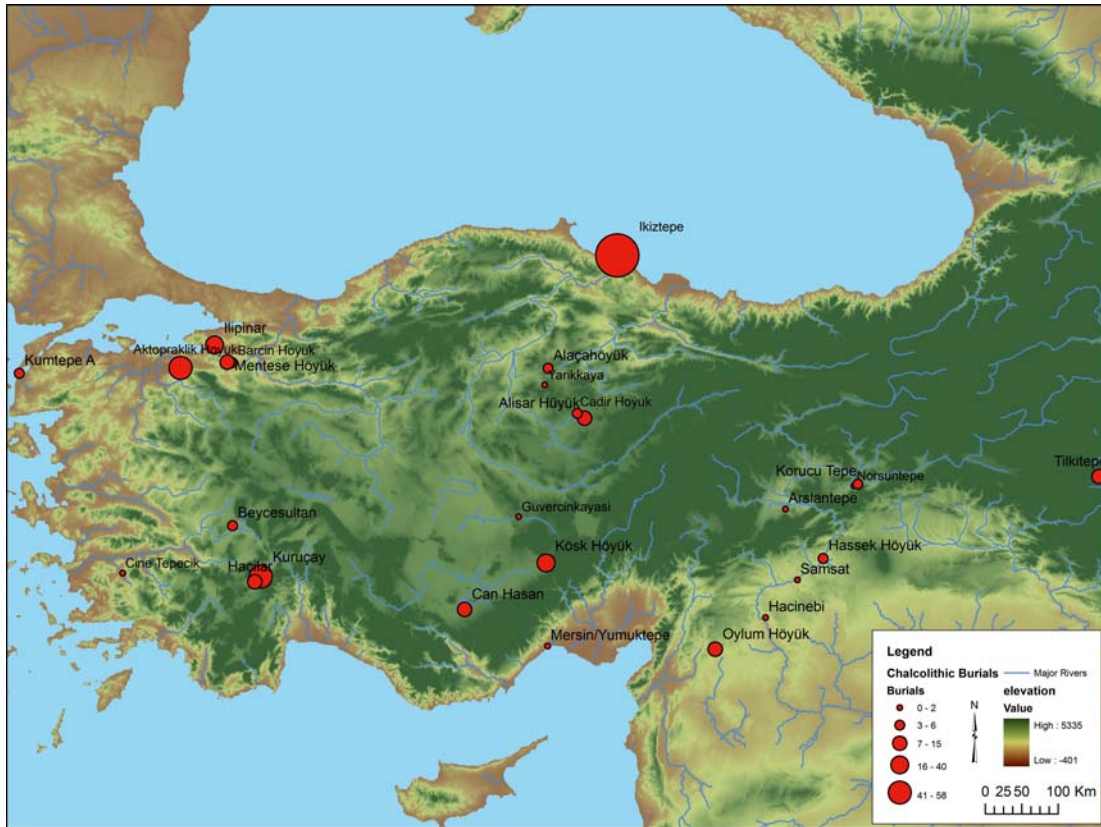 Ikiztepe
Ilipinar
Aktopraklik Hoyuk
Barcin Hoyuk
Mentese Höyük
Kumtepe A
Alaçahöyük
Yarikkaya
Alisar Hüyük
Cadir Hoyuk
Korucu Tepe
Norsuntepe
Tilkitepe
Arslantepe
Beycesultan
Guvercinkayasi
Hassek Höyük
Kösk Höyük
Cine Tepecik
Kuruçay
Hacilar
Samsat
Can Hasan
Hacinebi
Mersin/Yumuktepe
Oylum Höyük
Legend
Chalcolithic Burials
Burials
0 - 2
3 - 6
7 - 15
16 - 40
41 - 58
Major Rivers
N
elevation
Value
High : 5335
Low : -401
0 25 50 100 Km